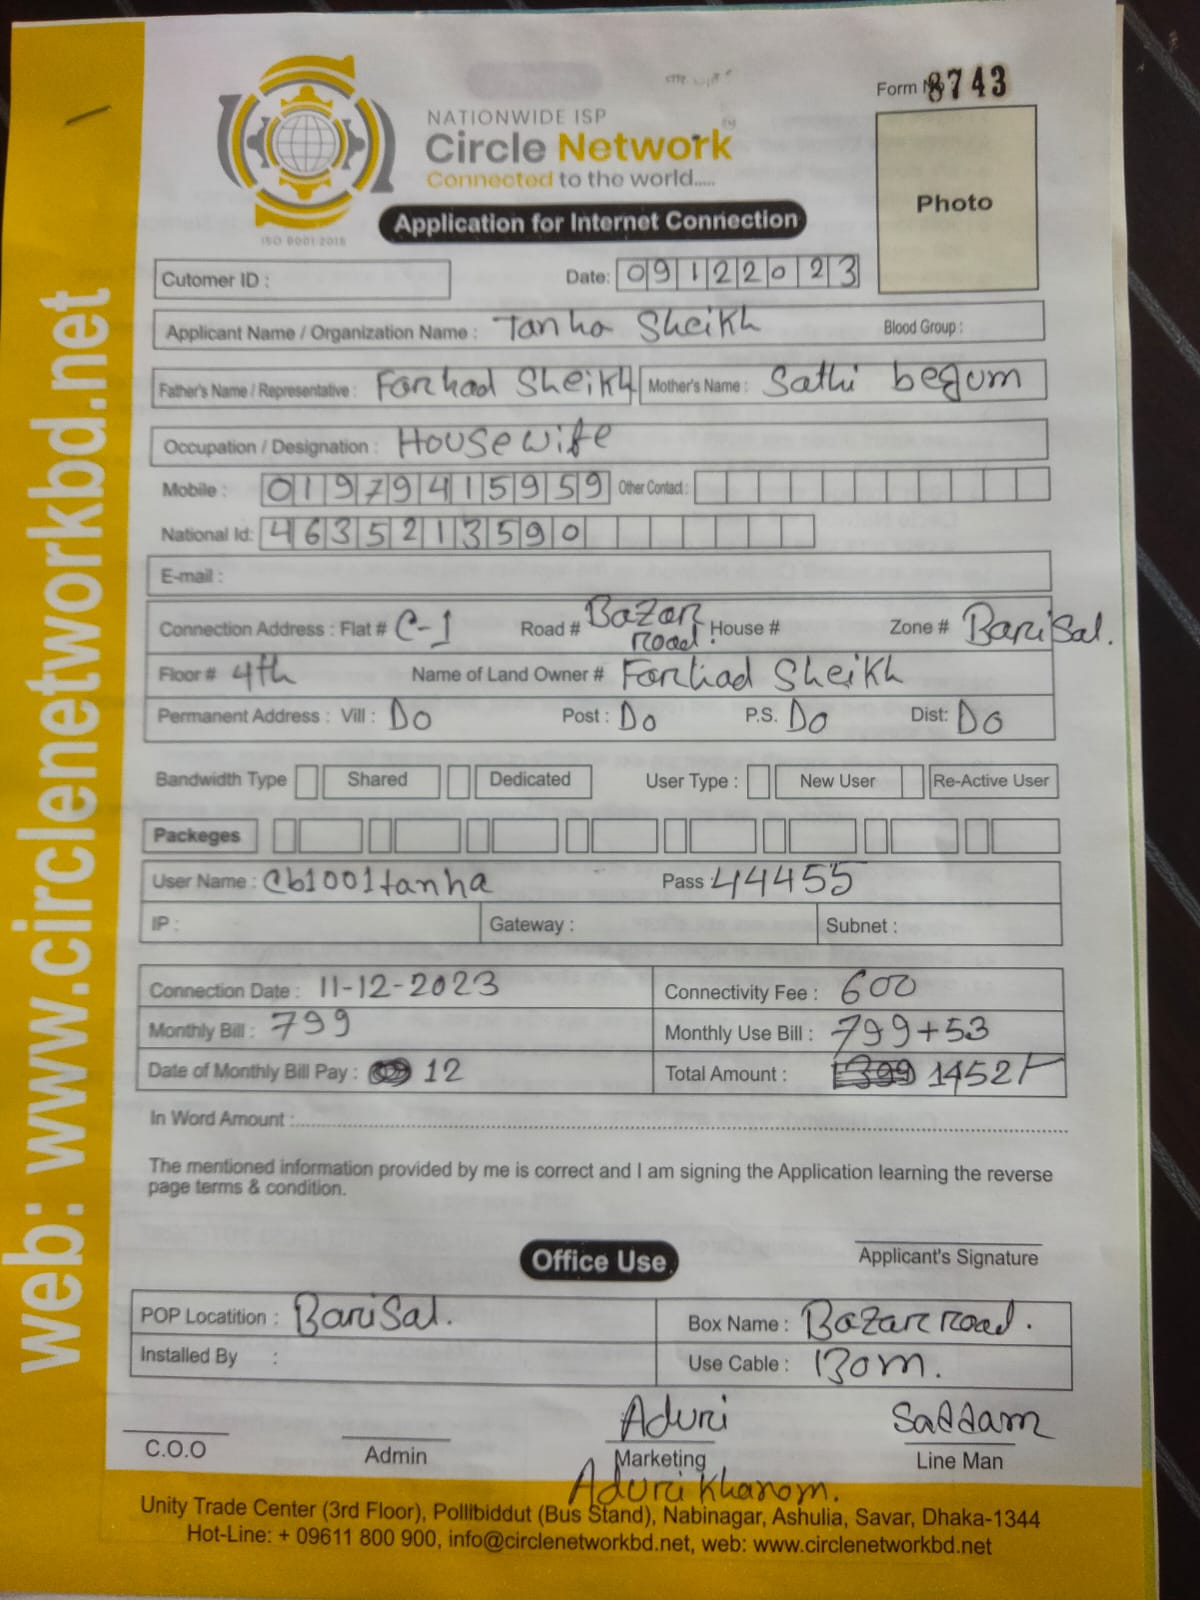 Form № 8743
NATIONWIDE ISP
Circle Network
Connected to the world.....
ISO 9001:2015
Application for Internet Connection
Photo
Cutomer ID :
Date: 09122023
Applicant Name / Organization Name : Tanha Sheikh Blood Group :
Father's Name / Representative : Farhad Sheikh Mother's Name : Sathi begum
Occupation / Designation : Housewife
Mobile : 01979415959 Other Contact :
National Id: 4635213590
E-mail :
Connection Address : Flat # C-1 Road # Bazar road. House # Zone # Barisal.
Floor # 4th Name of Land Owner # Farhad Sheikh
Permanent Address : Vill : Do Post : Do P.S. Do Dist: Do
Bandwidth Type Shared Dedicated User Type : New User Re-Active User
Packeges
User Name : cb1001tanha Pass : 44455
IP : Gateway : Subnet :
Connection Date : 11-12-2023 Connectivity Fee : 600
Monthly Bill : 799 Monthly Use Bill : 799+53
Date of Monthly Bill Pay : 12 Total Amount : 1452/-
In Word Amount :
The mentioned information provided by me is correct and I am signing the Application learning the reverse
page terms & condition.
Applicant's Signature
Office Use
POP Locatition : Barisal. Box Name : Bazar road.
Installed By : Use Cable : 130m.
Aduri Saddam
C.O.O Admin Marketing Line Man
Aduri Khanom.
Unity Trade Center (3rd Floor), Pollibiddut (Bus Stand), Nabinagar, Ashulia, Savar, Dhaka-1344
Hot-Line: + 09611 800 900, info@circlenetworkbd.net, web: www.circlenetworkbd.net
web: www.circlenetworkbd.net